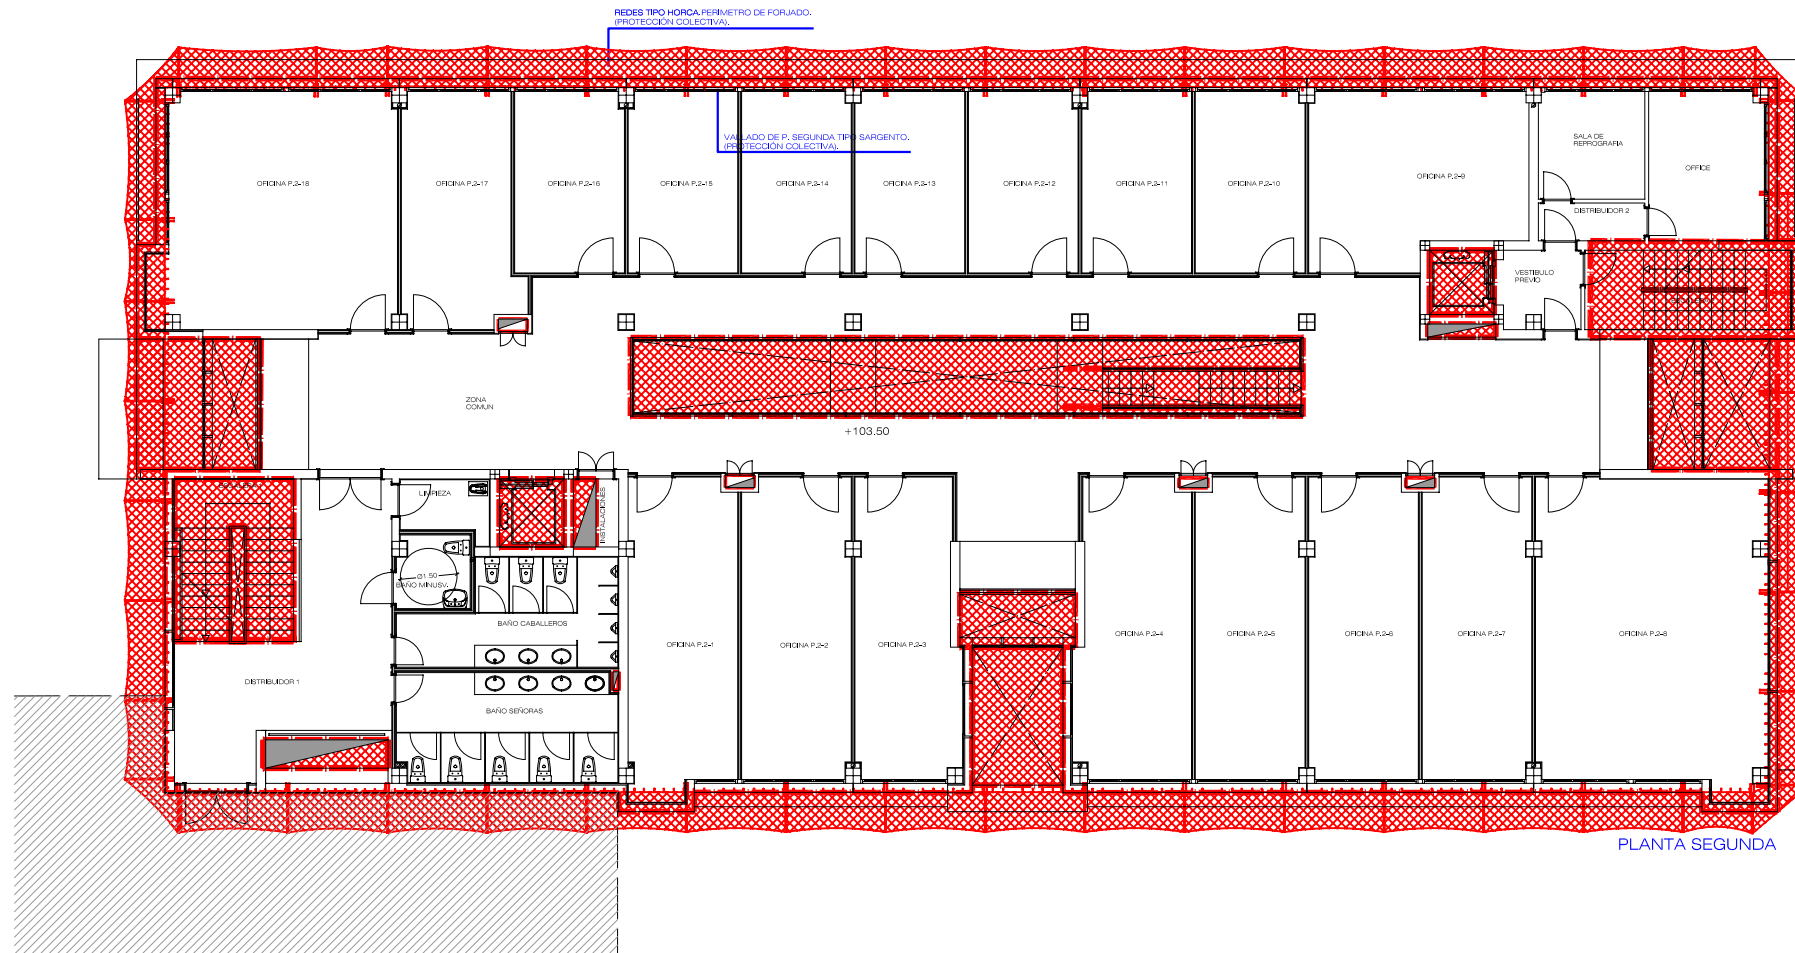 REDES TIPO HORCA.PERIMETRO DE FORJADO.
(PROTECCIÓN COLECTIVA).
VALLADO DE P. SEGUNDA TIPO SARGENTO.
(PROTECCIÓN COLECTIVA).
SALA DE
REPROGRAFIA
OFFICE
OFICINA P.2-18
OFICINA P.2-17
OFICINA P.2-16
OFICINA P.2-15
OFICINA P.2-14
OFICINA P.2-13
OFICINA P.2-12
OFICINA P.2-11
OFICINA P.2-10
OFICINA P.2-9
DISTRIBUIDOR 2
VESTIBULO
PREVIO
ZONA
COMUN
+103.50
LIMPIEZA
INSTALACIONES
Ø1.50
BAÑO MINUSV.
BAÑO CABALLEROS
OFICINA P.2-1
OFICINA P.2-2
OFICINA P.2-3
OFICINA P.2-4
OFICINA P.2-5
OFICINA P.2-6
OFICINA P.2-7
OFICINA P.2-8
DISTRIBUIDOR 1
BAÑO SEÑORAS
PLANTA SEGUNDA